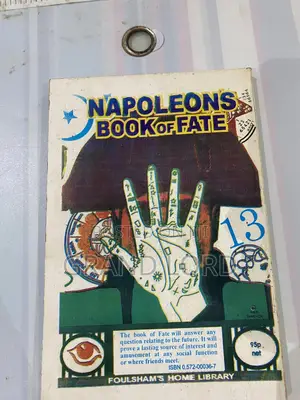 NAPOLEONS
BOOK OF FATE
13
The book of Fate will answer any
question relating to the future. It will
prove a lasting source of interest and
amusement at any social function
or where friends meet.
ISBN 0,572-00036-7
95p
net
FOULSHAM'S HOME LIBRARY